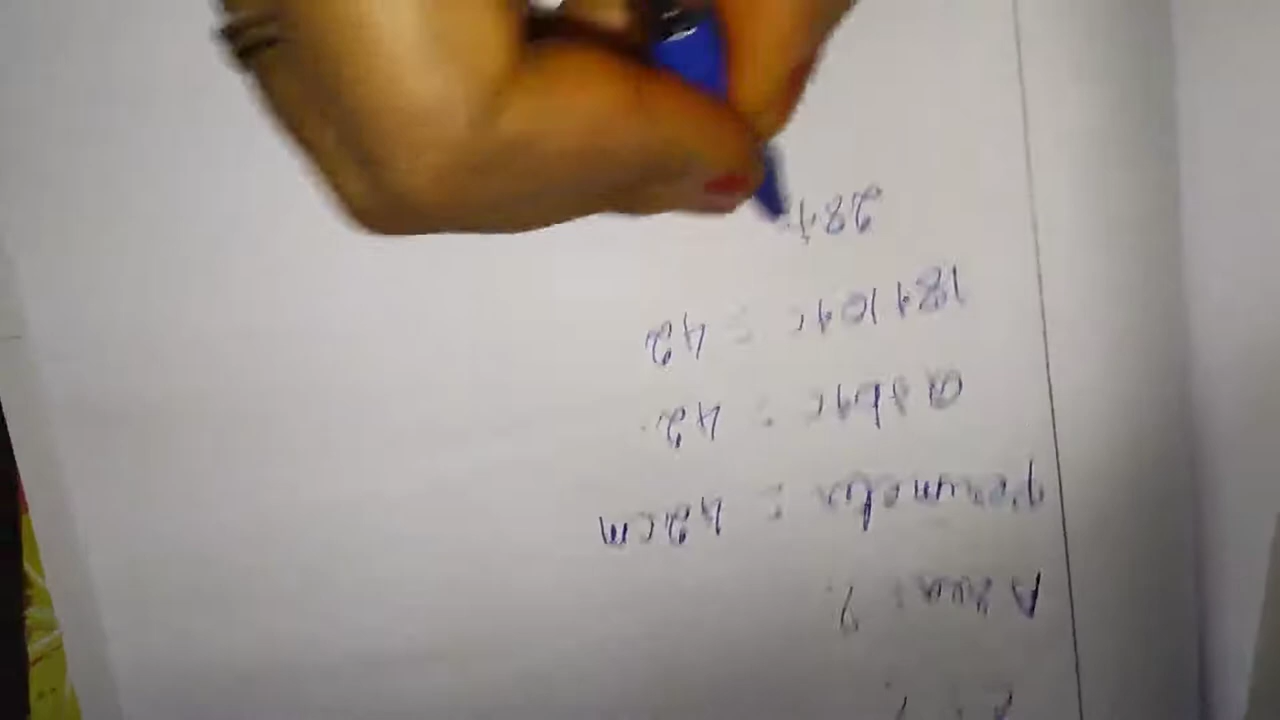 Area = ?
perimeter = 42cm
a+b+c = 42
18+10+c = 42
28+